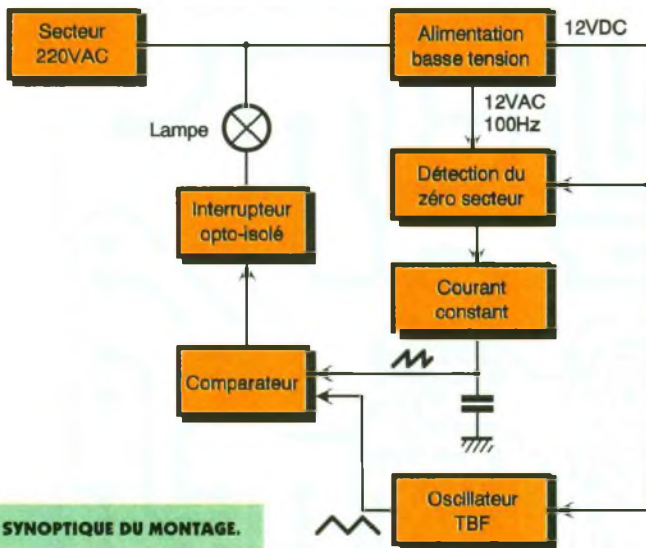 Secteur
220VAC
Alimentation
basse tension
12VDC
12VAC
100Hz
Lampe
Détection du
zéro secteur
Interrupteur
opto-isolé
Courant
constant
Comparateur
Oscillateur
TBF
SYNOPTIQUE DU MONTAGE.